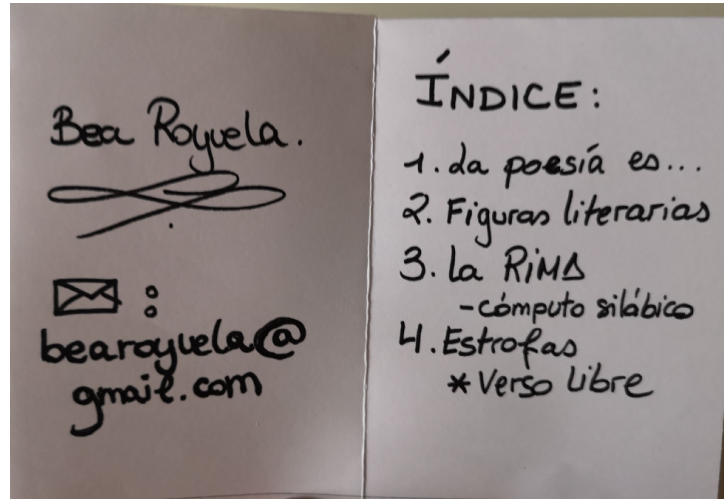 Bea Royuela.
✉:
bearoyuela@
gmail.com
ÍNDICE:
1. La poesía es...
2. Figuras literarias
3. La RiMA
-cómputo silábico
4. Estrofas
* Verso Libre